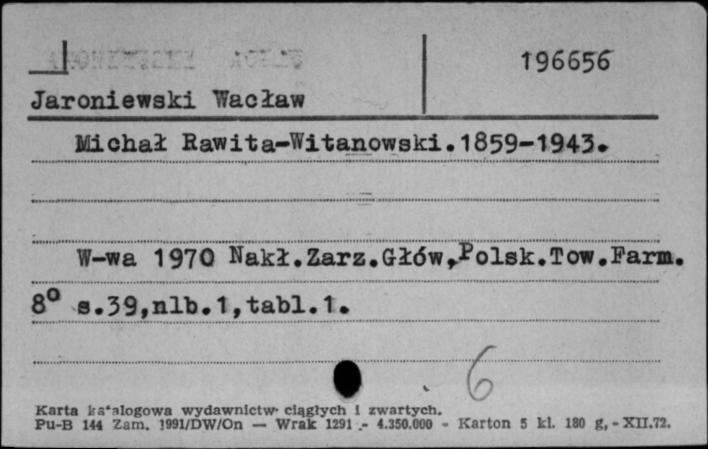 196656
Jaroniewski Wacław
Michał Rawita-Witanowski.1859-1943.
W-wa 1970 Nakł.Zarz.Głów,Polsk.Tow.Farm.
8° s.39,nlb.1,tabl.1.
6
Karta katalogowa wydawnictw ciągłych i zwartych.
Pu-B 144 Zam. 1991/DW/On — Wrak 1291 - 4.350.000 - Karton 5 kl. 180 g, - XII.72.